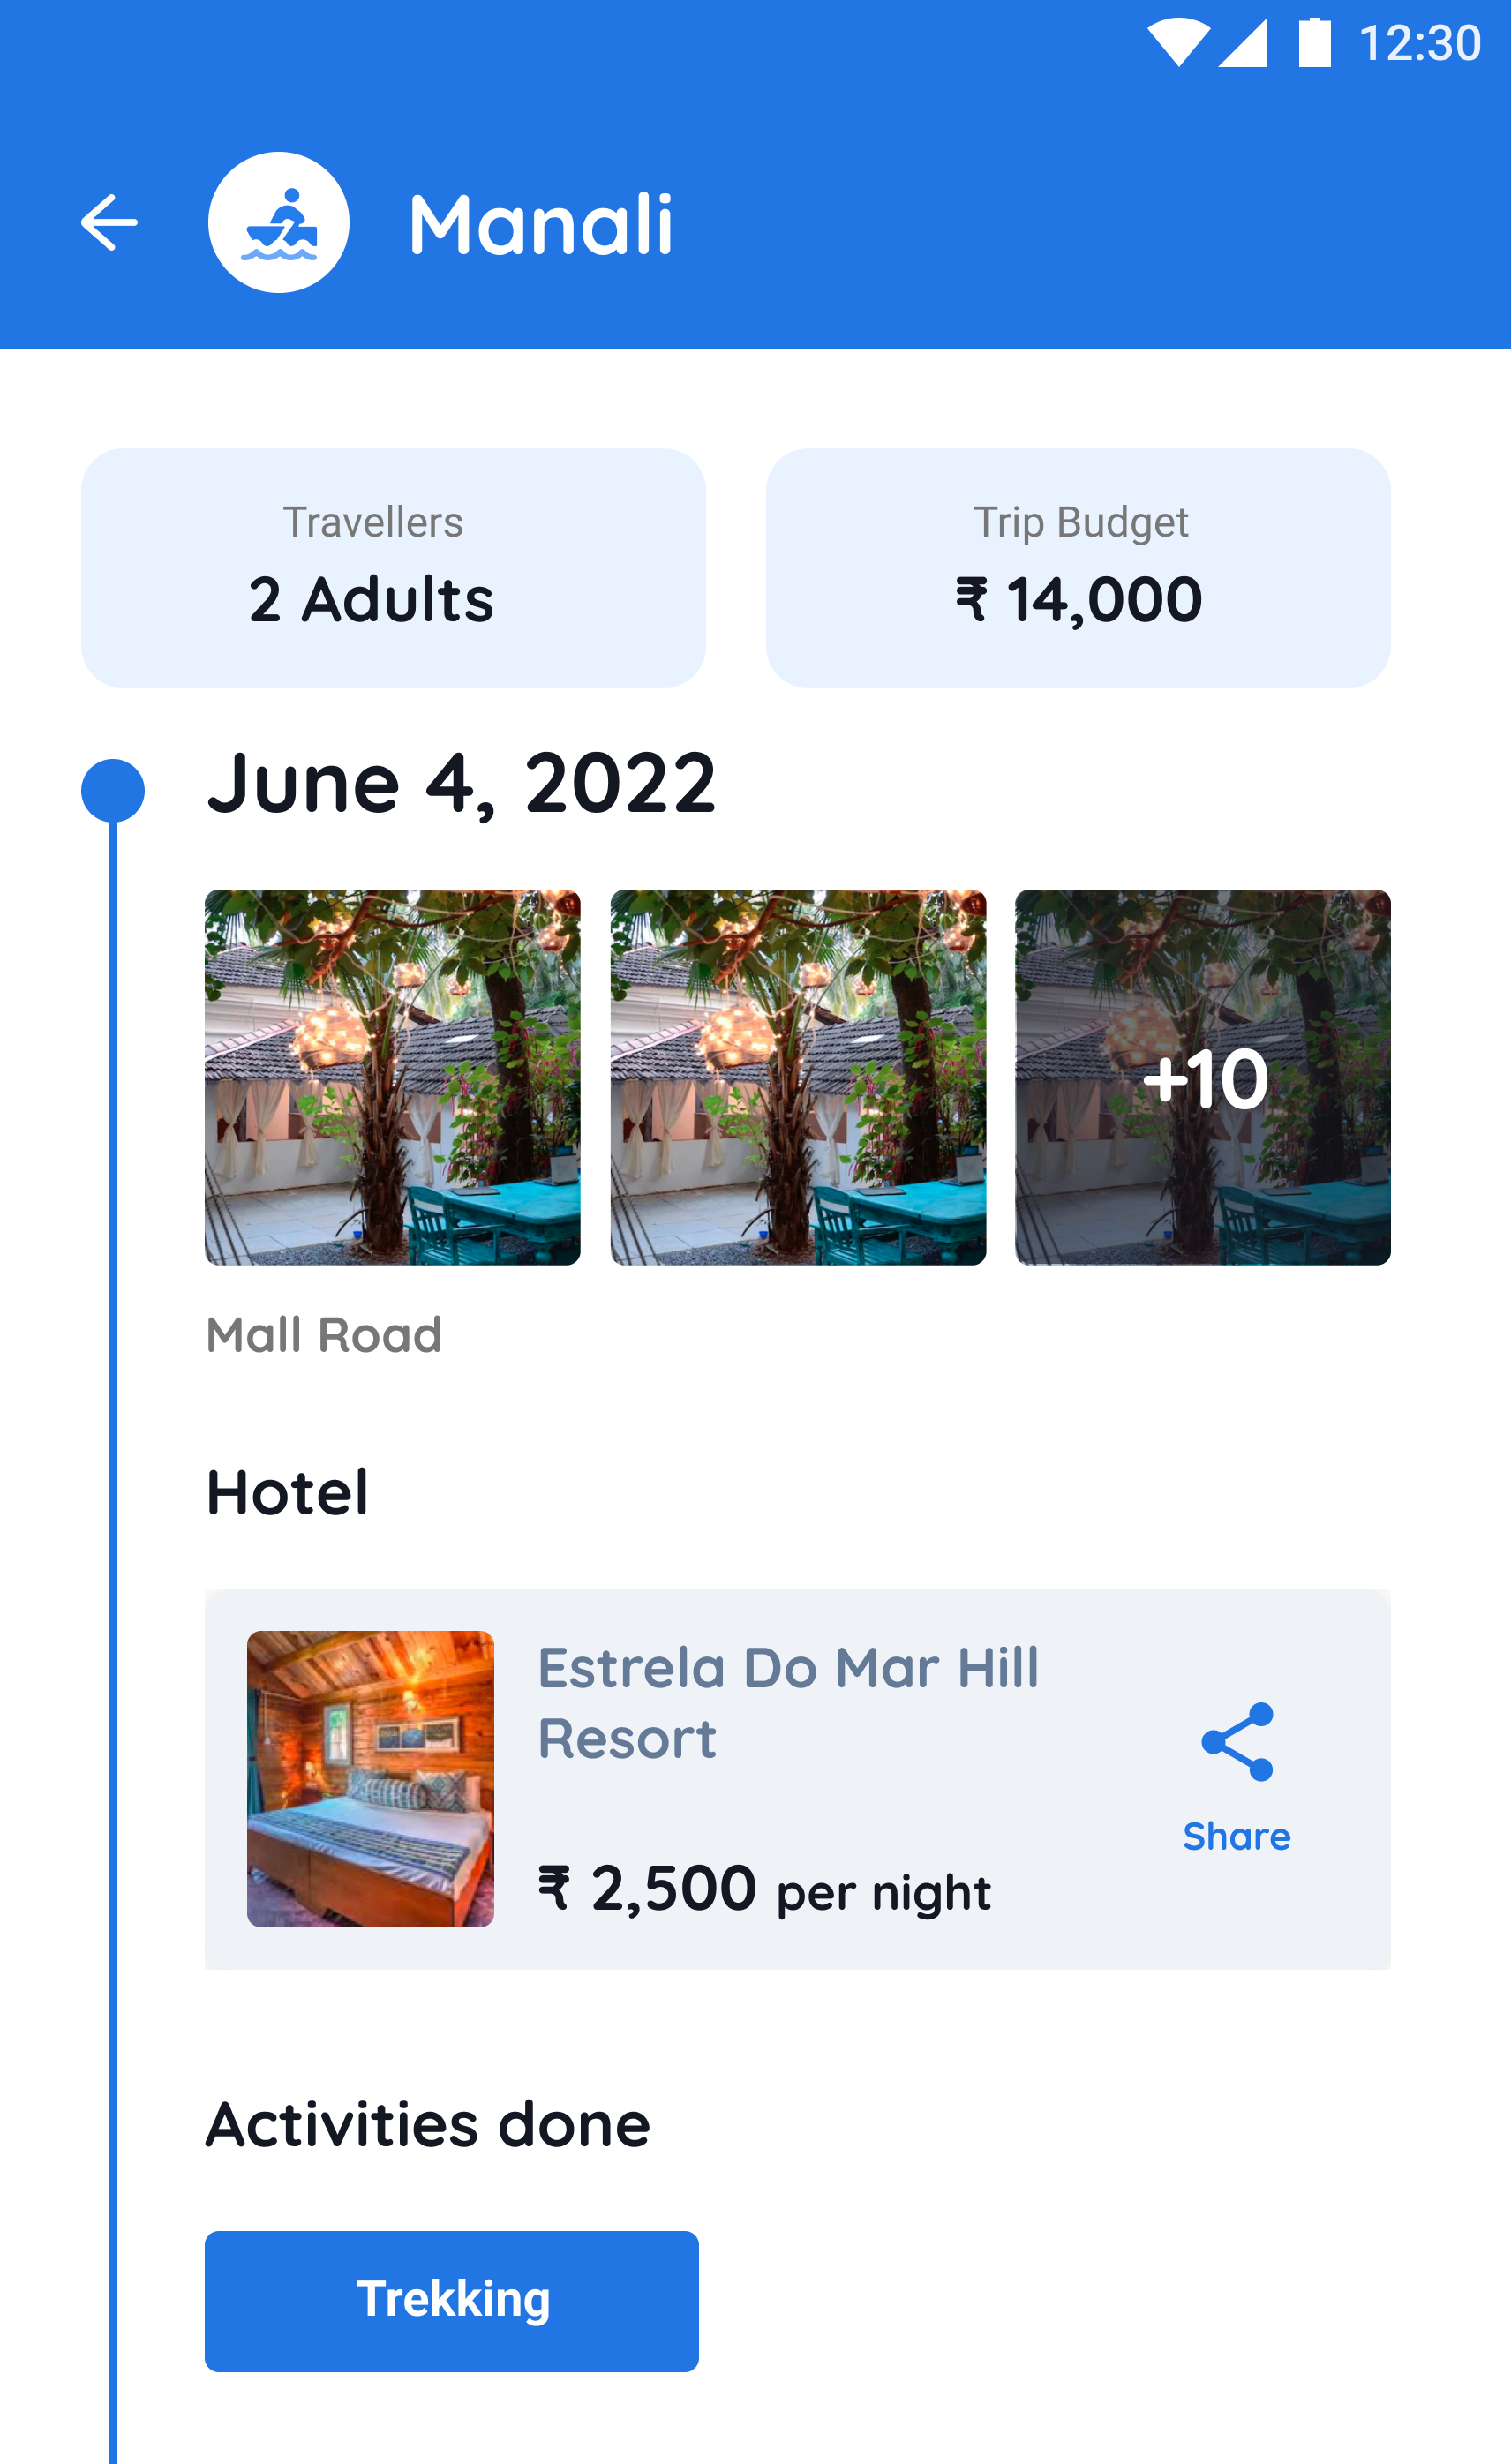 12:30
Manali
Travellers
2 Adults
Trip Budget
₹ 14,000
June 4, 2022
+10
Mall Road
Hotel
Estrela Do Mar Hill
Resort
₹ 2,500 per night
Share
Activities done
Trekking